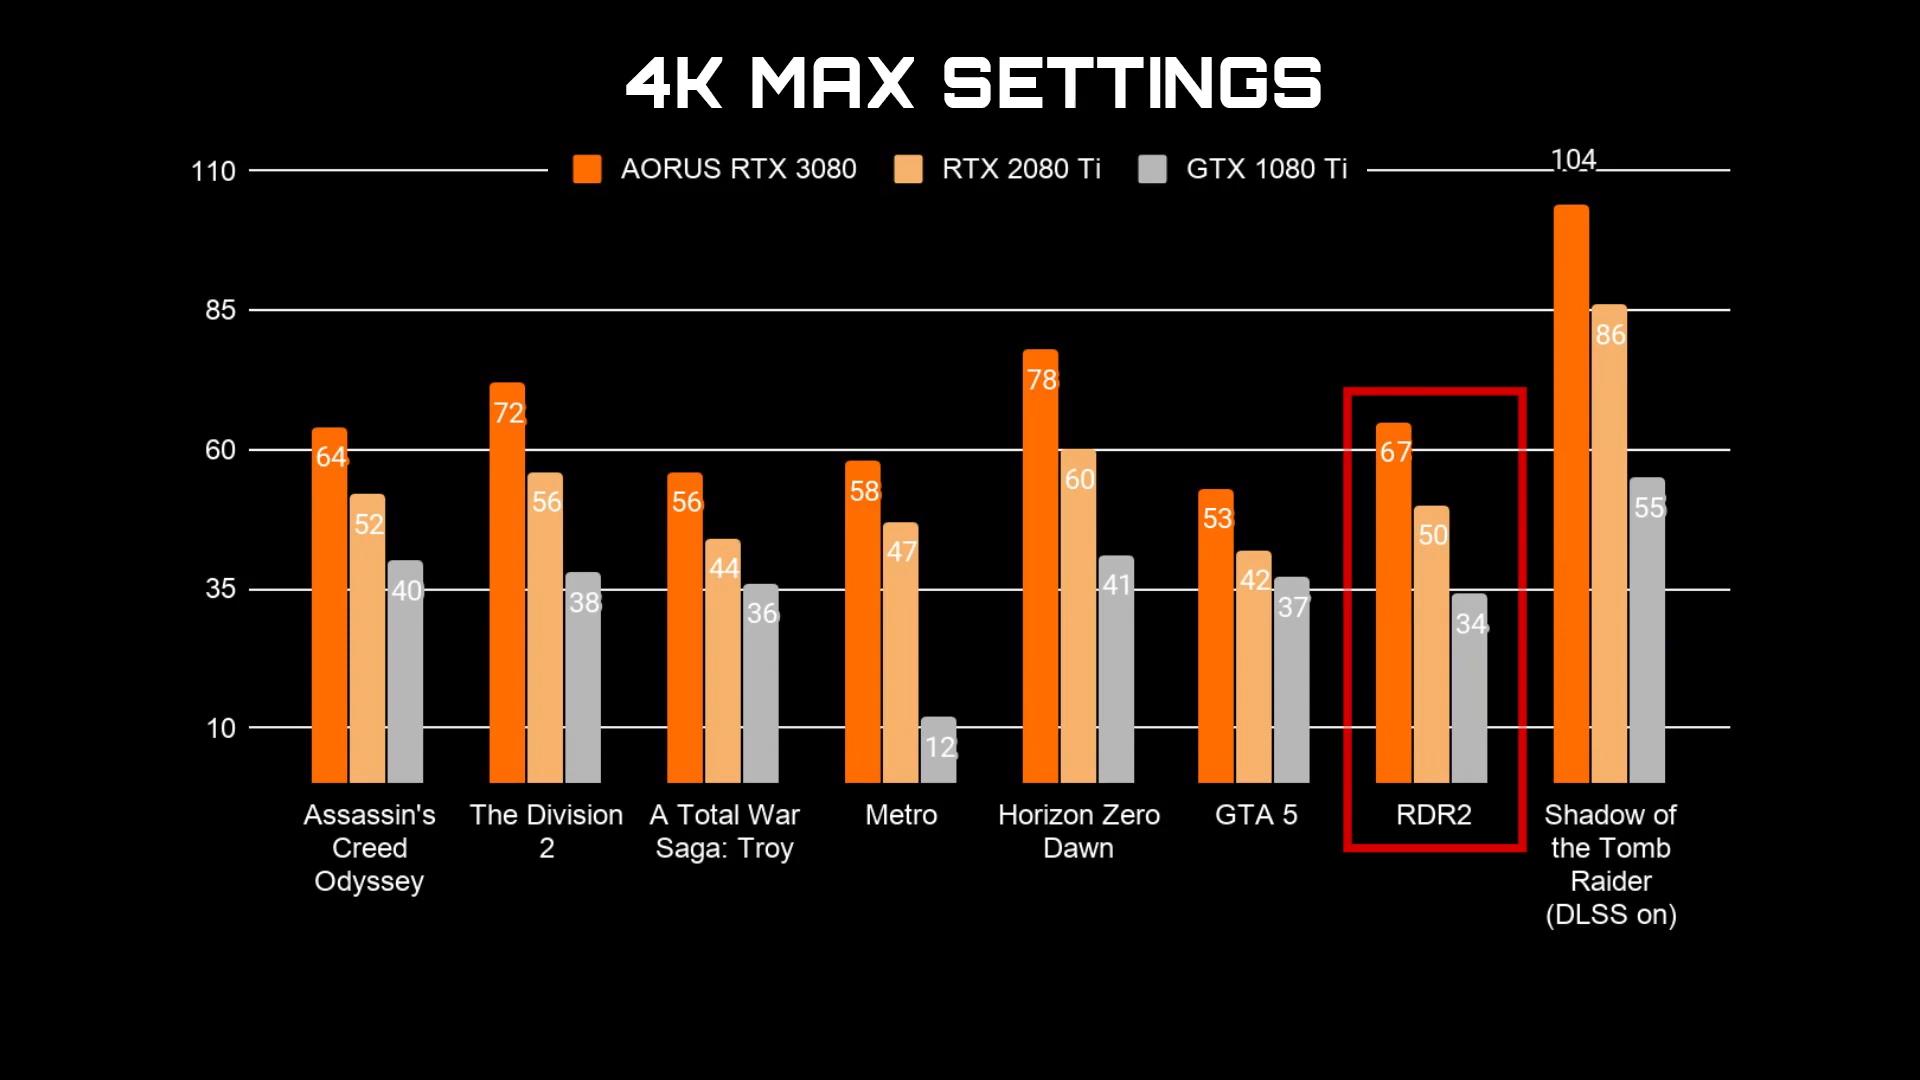 4K MAX SETTINGS
AORUS RTX 3080
RTX 2080 Ti
GTX 1080 Ti
110
85
60
35
10
64
52
40
72
56
38
56
44
36
58
47
12
78
60
41
53
42
37
67
50
34
104
86
55
Assassin's
Creed
Odyssey
The Division
2
A Total War
Saga: Troy
Metro
Horizon Zero
Dawn
GTA 5
RDR2
Shadow of
the Tomb
Raider
(DLSS on)